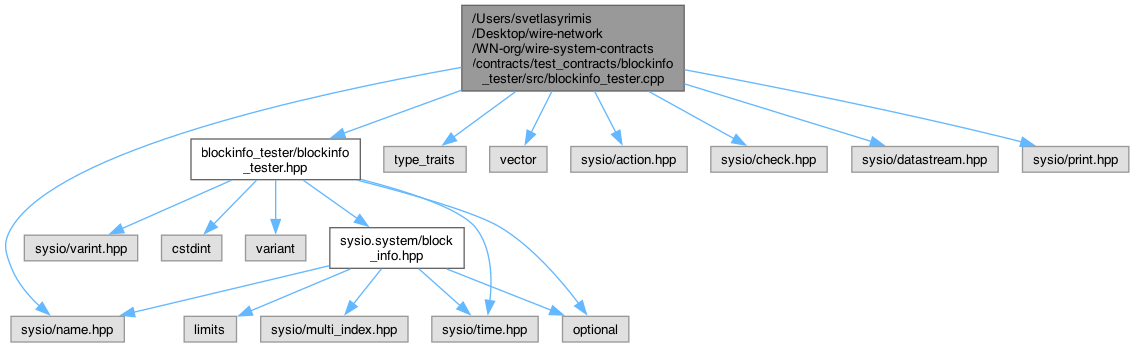 /Users/svetlasyrimis
/Desktop/wire-network
/WN-org/wire-system-contracts
/contracts/test_contracts/blockinfo
_tester/src/blockinfo_tester.cpp
blockinfo_tester/blockinfo
_tester.hpp
type_traits
vector
sysio/action.hpp
sysio/check.hpp
sysio/datastream.hpp
sysio/print.hpp
sysio/varint.hpp
cstdint
variant
sysio.system/block
_info.hpp
sysio/name.hpp
limits
sysio/multi_index.hpp
sysio/time.hpp
optional